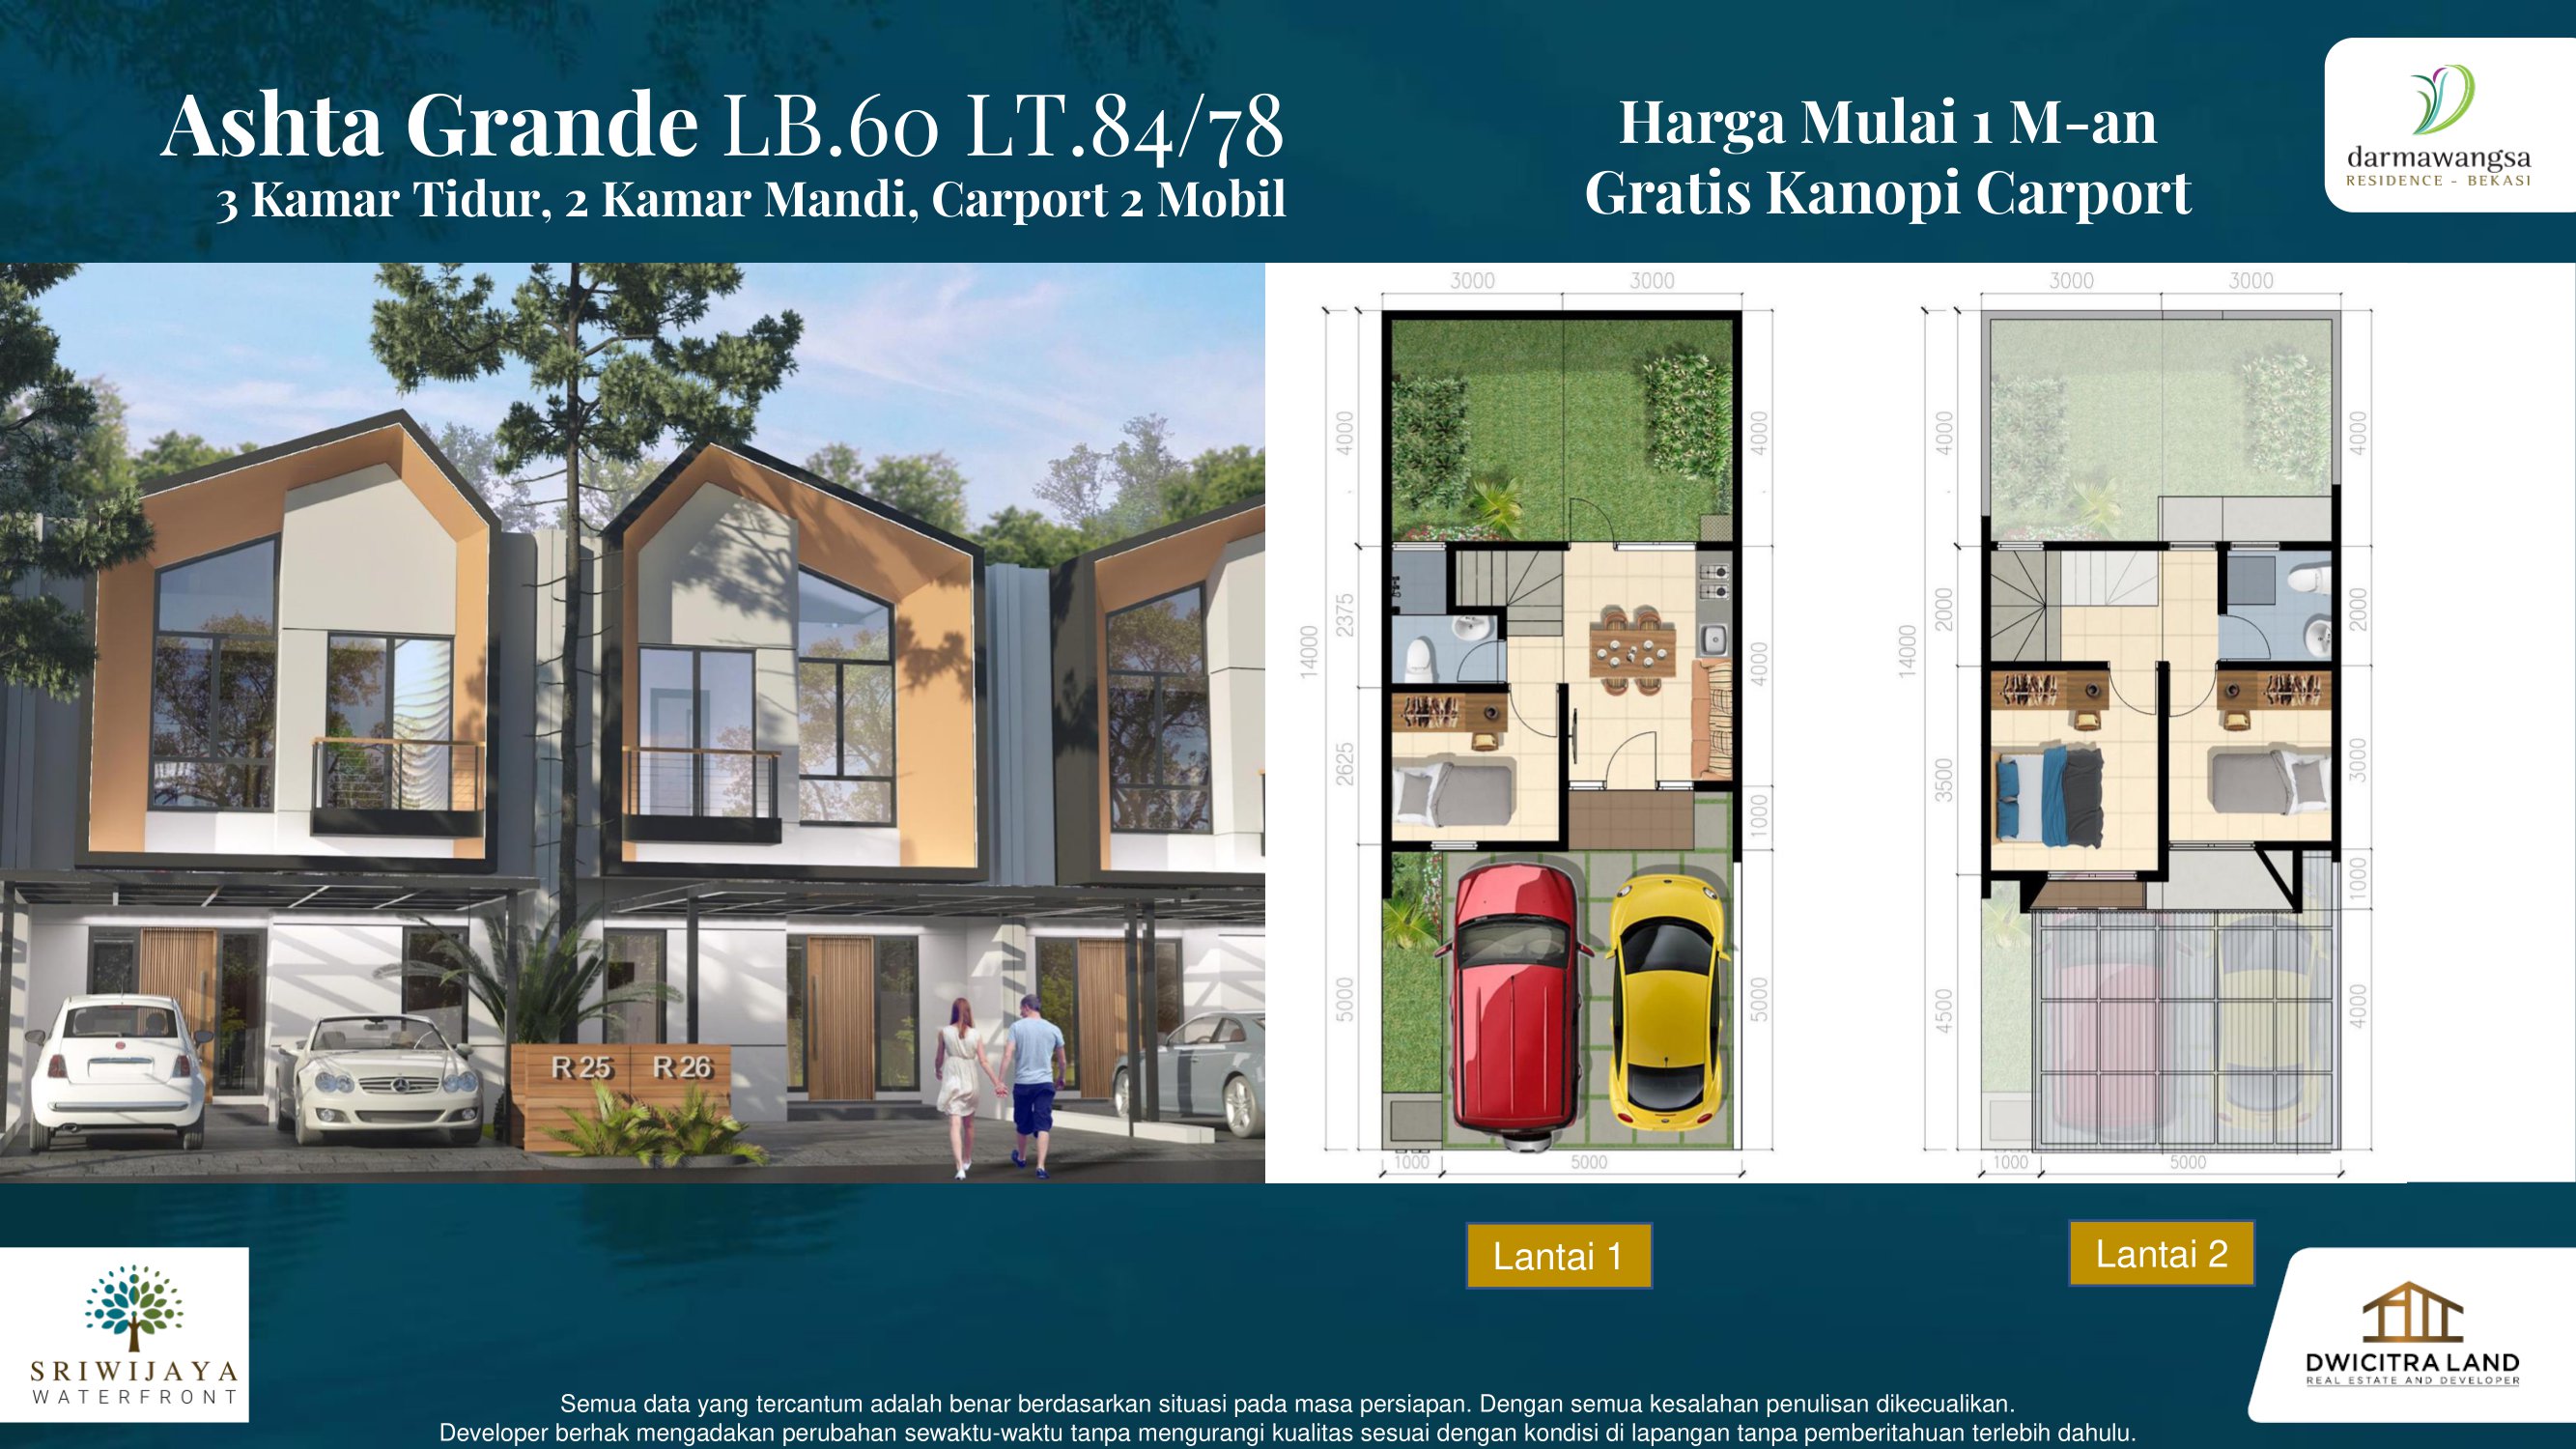 Ashta Grande LB.60 LT.84/78
3 Kamar Tidur, 2 Kamar Mandi, Carport 2 Mobil
Harga Mulai 1 M-an
Gratis Kanopi Carport
darmawangsa
RESIDENCE - BEKASI
R 25 R 26
3000 3000
4000
2375
2625
5000
14000
4000
4000
1000
5000
1000 5000
3000 3000
4000
2000
3500
4500
14000
4000
2000
3000
1000
4000
1000 5000
Lantai 1
Lantai 2
SRIWIJAYA
WATERFRONT
DWICITRA LAND
REAL ESTATE AND DEVELOPER
Semua data yang tercantum adalah benar berdasarkan situasi pada masa persiapan. Dengan semua kesalahan penulisan dikecualikan.
Developer berhak mengadakan perubahan sewaktu-waktu tanpa mengurangi kualitas sesuai dengan kondisi di lapangan tanpa pemberitahuan terlebih dahulu.